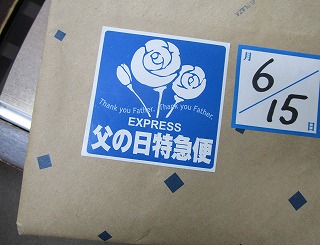 Thank you Father, Thank you Father,
EXPRESS
父の日特急便
月
6
15
日